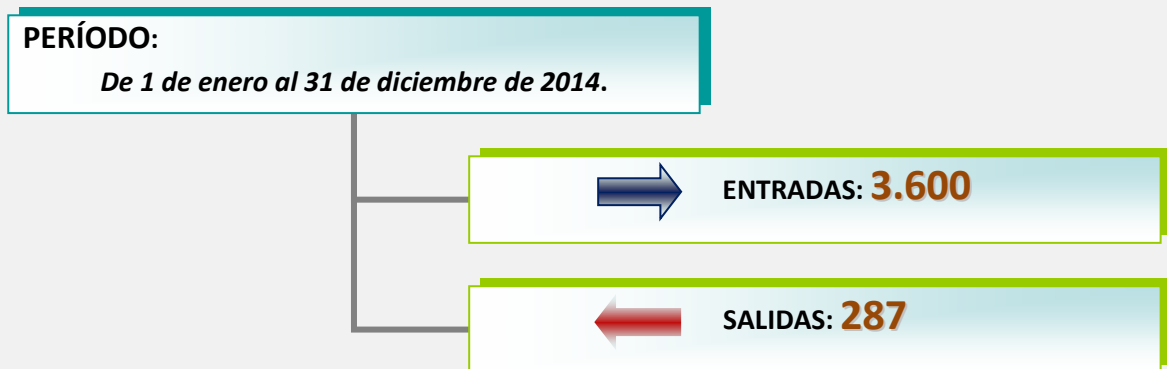 PERÍODO:
De 1 de enero al 31 de diciembre de 2014.
ENTRADAS: 3.600
SALIDAS: 287